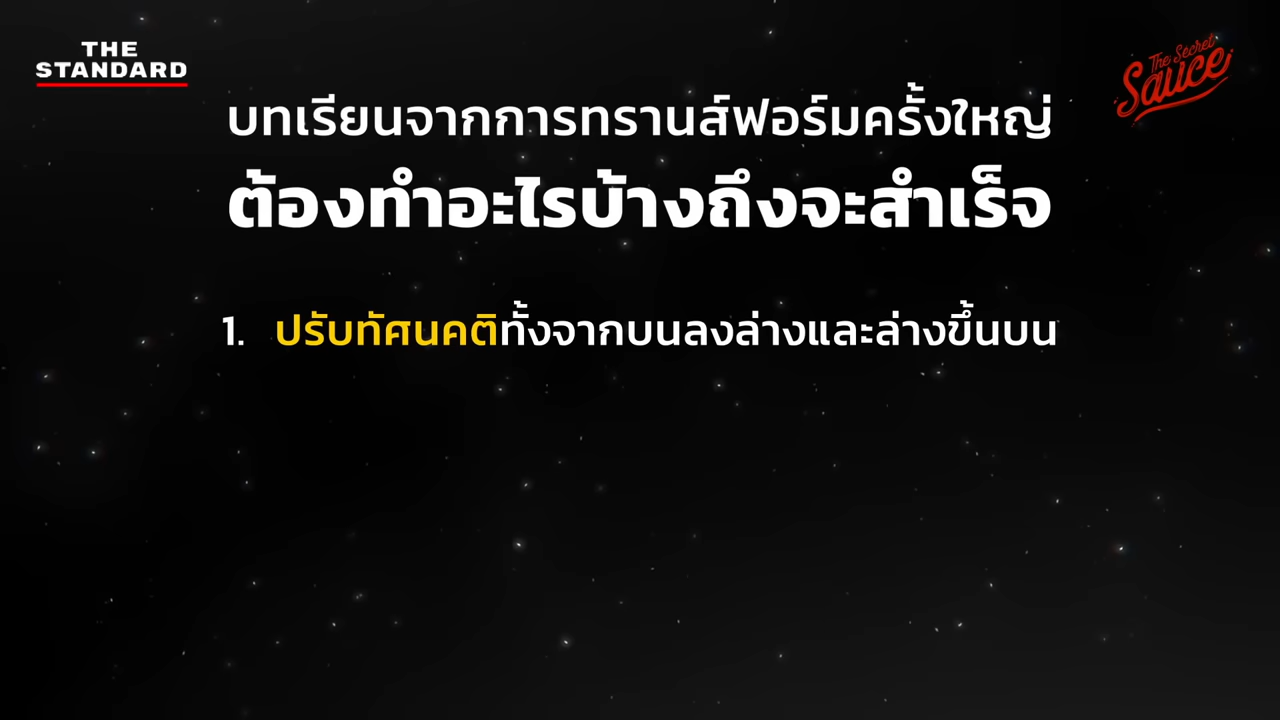 THE
STANDARD
The Secret
Sauce
บทเรียนจากการทรานส์ฟอร์มครั้งใหญ่
ต้องทำอะไรบ้างถึงจะสำเร็จ
1. ปรับทัศนคติทั้งจากบนลงล่างและล่างขึ้นบน